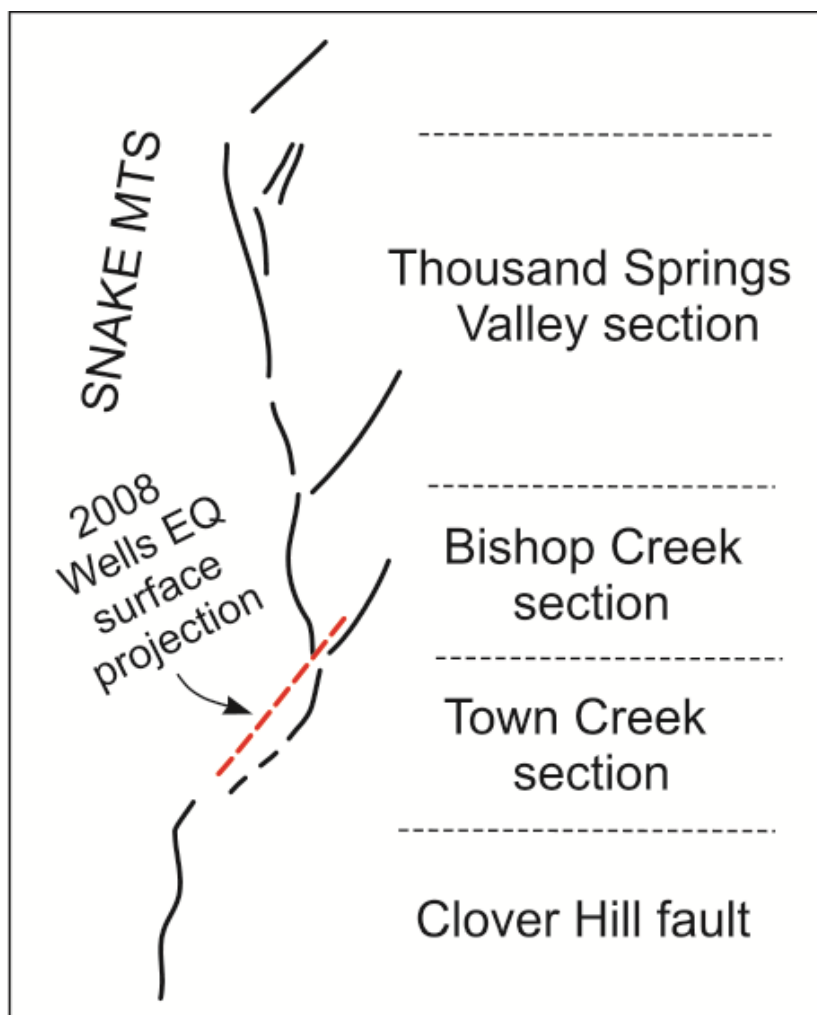 SNAKE MTS
Thousand Springs
Valley section
2008
Wells EQ
surface
projection
Bishop Creek
section
Town Creek
section
Clover Hill fault